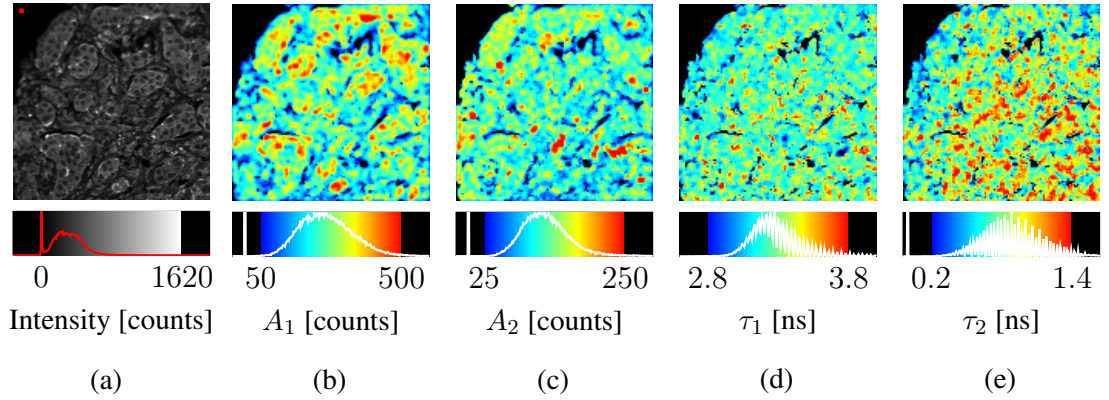 0 1620 50 500 25 250 2.8 3.8 0.2 1.4
Intensity [counts] A₁ [counts] A₂ [counts] τ₁ [ns] τ₂ [ns]
(a) (b) (c) (d) (e)